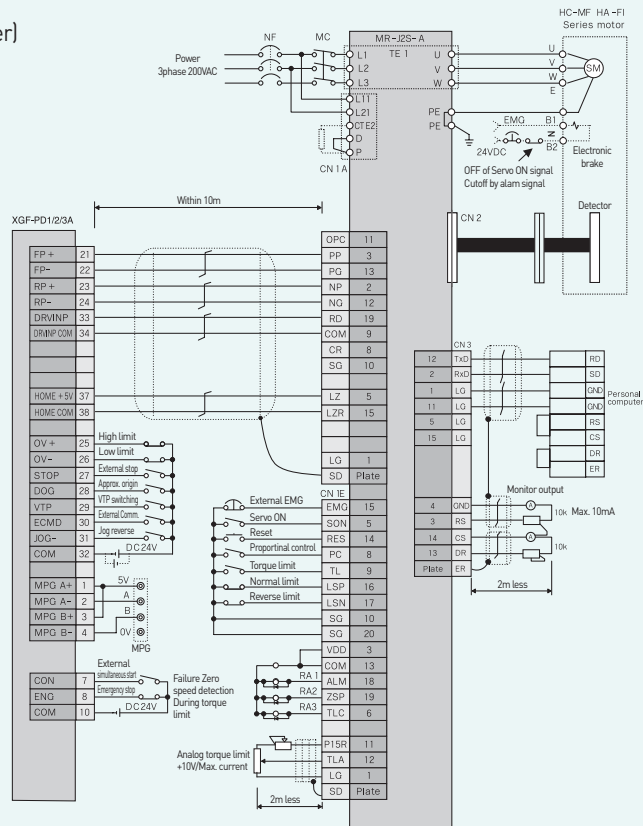 er)
HC-MF HA-FI
Series motor
NF
MC
MR-J2S-A
TE 1
Power
3phase 200VAC
L1
L2
L3
U
V
W
U
V
W
E
SM
L11
L21
CTE2
D
P
PE
PE
EMG
B1
24VDC
B2
Electronic
brake
OFF of Servo ON signal
Cutoff by alam signal
CN 1A
Within 10m
Detector
CN 2
XGF-PD1/2/3A
OPC 11
FP + 21
PP 3
FP- 22
PG 13
RP + 23
NP 2
RP- 24
NG 12
DRVINP 33
RD 19
DRVINP COM 34
COM 9
CR 8
SG 10
HOME + 5V 37
LZ 5
HOME COM 38
LZR 15
LG 1
SD Plate
CN 3
12 TxD
RD
2 RxD
SD
1 LG
GND
11 LG
GND
5 LG
RS
15 LG
CS
DR
ER
Personal
computer
OV + 25 High limit
OV- 26 Low limit
STOP 27 External stop
DOG 28 Approx. origin
VTP 29 VTP switching
ECMD 30 External Comm.
JOG- 31 Jog reverse
COM 32 DC24V
CN 1E
External EMG EMG 15
Servo ON SON 5
Reset RES 14
Proportinal control PC 8
Torque limit TL 9
Normal limit LSP 16
Reverse limit LSN 17
SG 10
SG 20
VDD 3
COM 13
RA 1 ALM 18
RA2 ZSP 19
RA3 TLC 6
Monitor output
4 GND
A
10k
Max. 10mA
3 RS
14 CS
A
10k
13 DR
Plate ER
2m less
MPG A+ 1 5V
MPG A- 2 A
MPG B+ 3 B
MPG B- 4 0V
MPG
External
CON 7 simultaneous start
ENG 8 Emergency stop
COM 10 DC24V
Failure Zero
speed detection
During torque
limit
P15R 11
Analog torque limit
+10V/Max. current
TLA 12
LG 1
SD Plate
2m less